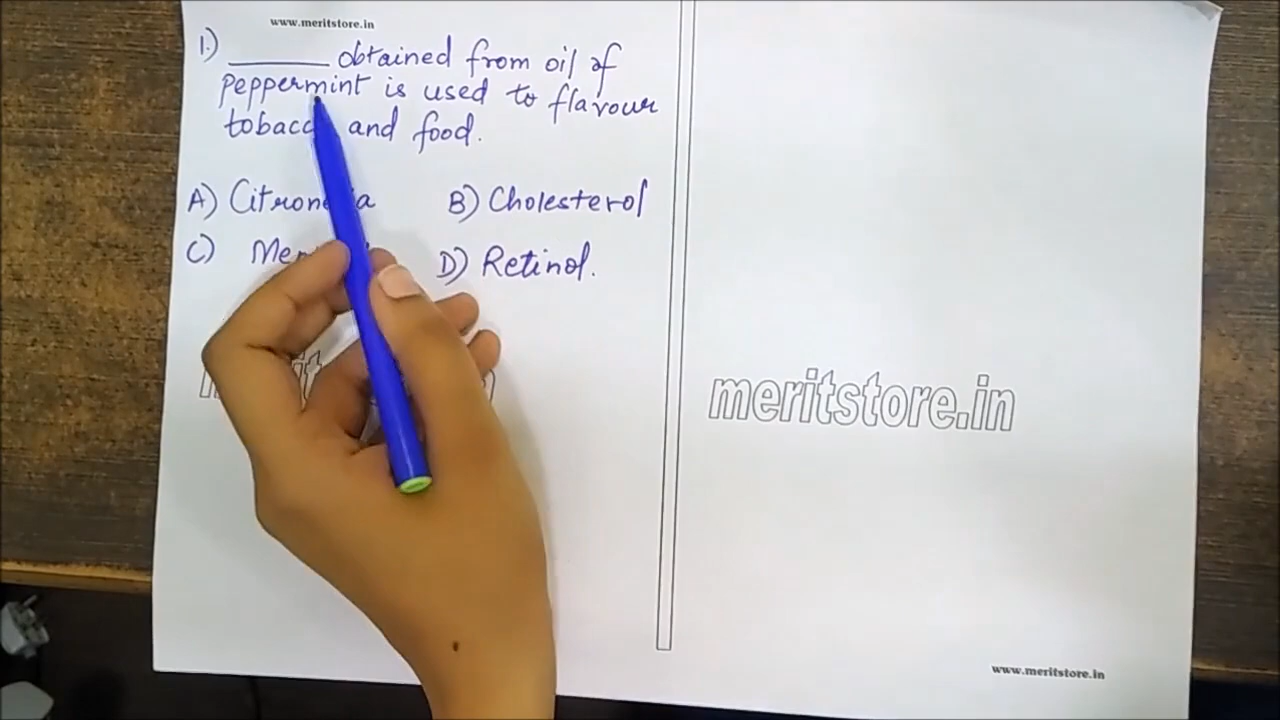 www.meritstore.in
1.) ______ obtained from oil of
peppermint is used to flavour
and food.
A) B) Cholesterol
C) D) Retinol.
meritstore.in
www.meritstore.in